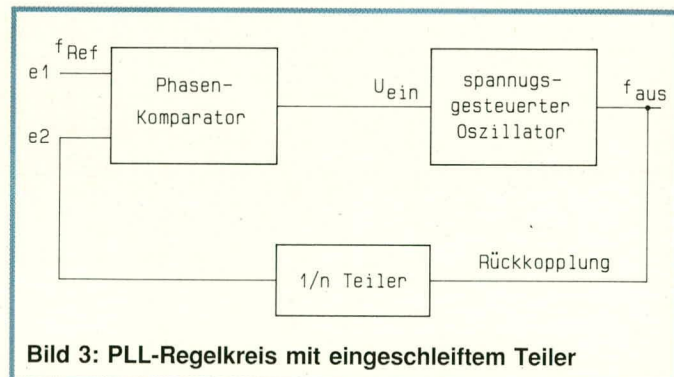 f Ref
e1
e2
Phasen-
Komparator
U ein
spannugs-
gesteuerter
Oszillator
f aus
1/n Teiler
Rückkopplung
Bild 3: PLL-Regelkreis mit eingeschleiftem Teiler